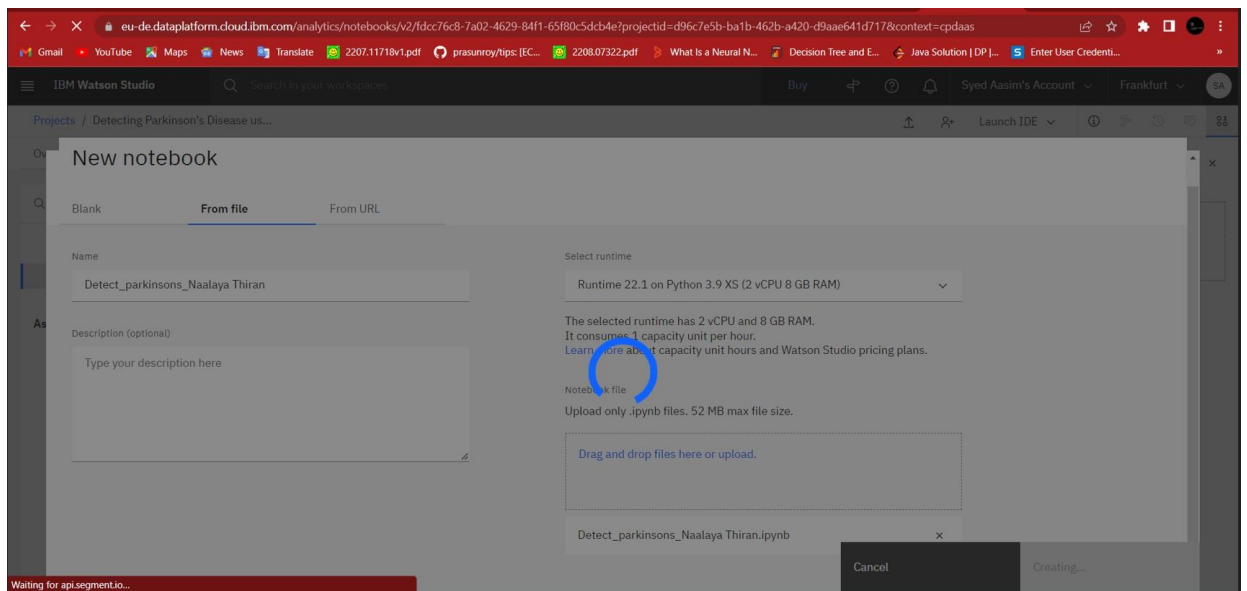 eu-de.dataplatform.cloud.ibm.com/analytics/notebooks/v2/fdcc76c8-7a02-4629-84f1-65f80c5dcb4e?projectid=d96c7e5b-ba1b-462b-a420-d9aae641d717&context=cpdaas
Gmail YouTube Maps News Translate 2207.11718v1.pdf prasunroy/tips: [EC... 2208.07322.pdf What Is a Neural N... Decision Tree and E... Java Solution | DP |... Enter User Credenti... »
IBM Watson Studio Search in your workspaces Buy Syed Aasim's Account Frankfurt SA
Projects / Detecting Parkinson's Disease us... Launch IDE
Ov
New notebook
Blank From file From URL
Name
Detect_parkinsons_Naalaya Thiran
Select runtime
Runtime 22.1 on Python 3.9 XS (2 vCPU 8 GB RAM)
As
Description (optional)
Type your description here
The selected runtime has 2 vCPU and 8 GB RAM.
It consumes 1 capacity unit per hour.
Learn more about capacity unit hours and Watson Studio pricing plans.
Notebook file
Upload only .ipynb files. 52 MB max file size.
Drag and drop files here or upload.
Detect_parkinsons_Naalaya Thiran.ipynb
Cancel Creating...
Waiting for api.segment.io...